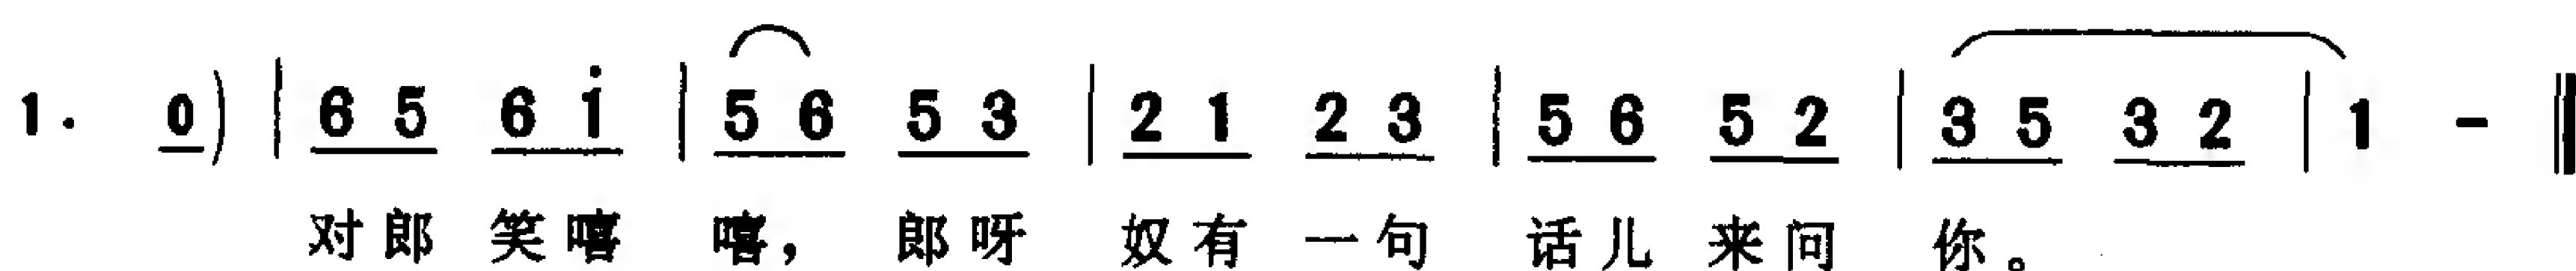 1. 0) | 6 5 6 i | 5 6 5 3 | 2 1 2 3 | 5 6 5 2 | 3 5 3 2 | 1 - ‖
对郎 笑嘻 嘻， 郎呀 奴有 一句 话儿 来问 你。